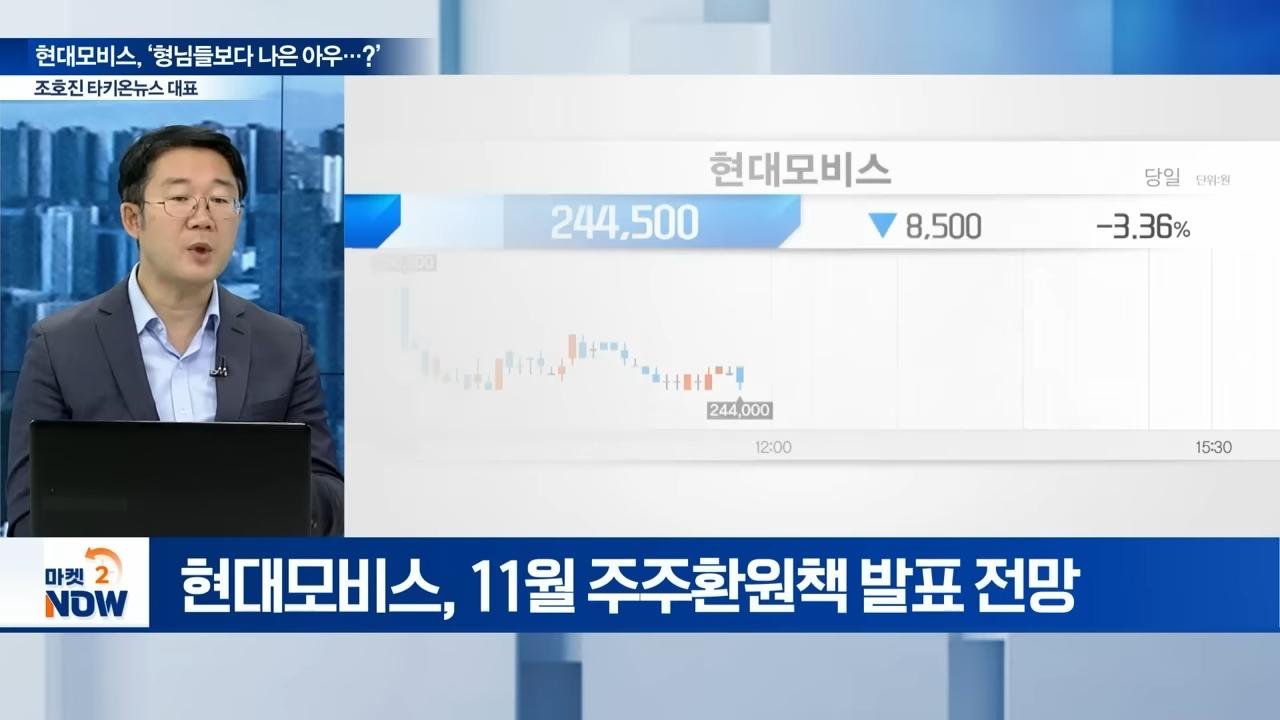 현대모비스, ‘형님들보다 나은 아우…?’
조호진 타키온뉴스 대표
현대모비스
당일 단위:원
244,500 ▼ 8,500 -3.36%
244,000
12:00 15:30
마켓 2
NOW
현대모비스, 11월 주주환원책 발표 전망